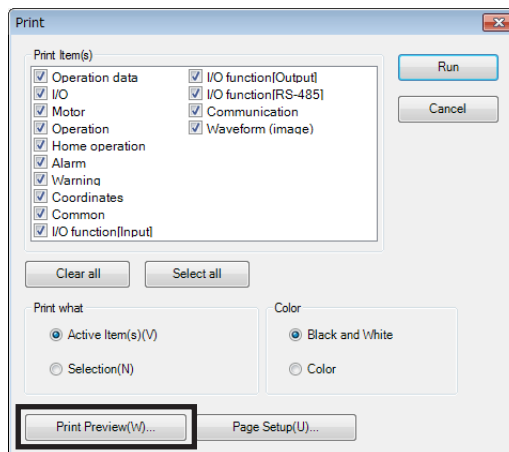 Print
Print Item(s)
Operation data
I/O
Motor
Operation
Home operation
Alarm
Warning
Coordinates
Common
I/O function[Input]
I/O function[Output]
I/O function[RS-485]
Communication
Waveform (image)
Run
Cancel
Clear all
Select all
Print what
Active Item(s)(V)
Selection(N)
Color
Black and White
Color
Print Preview(W)...
Page Setup(U)...